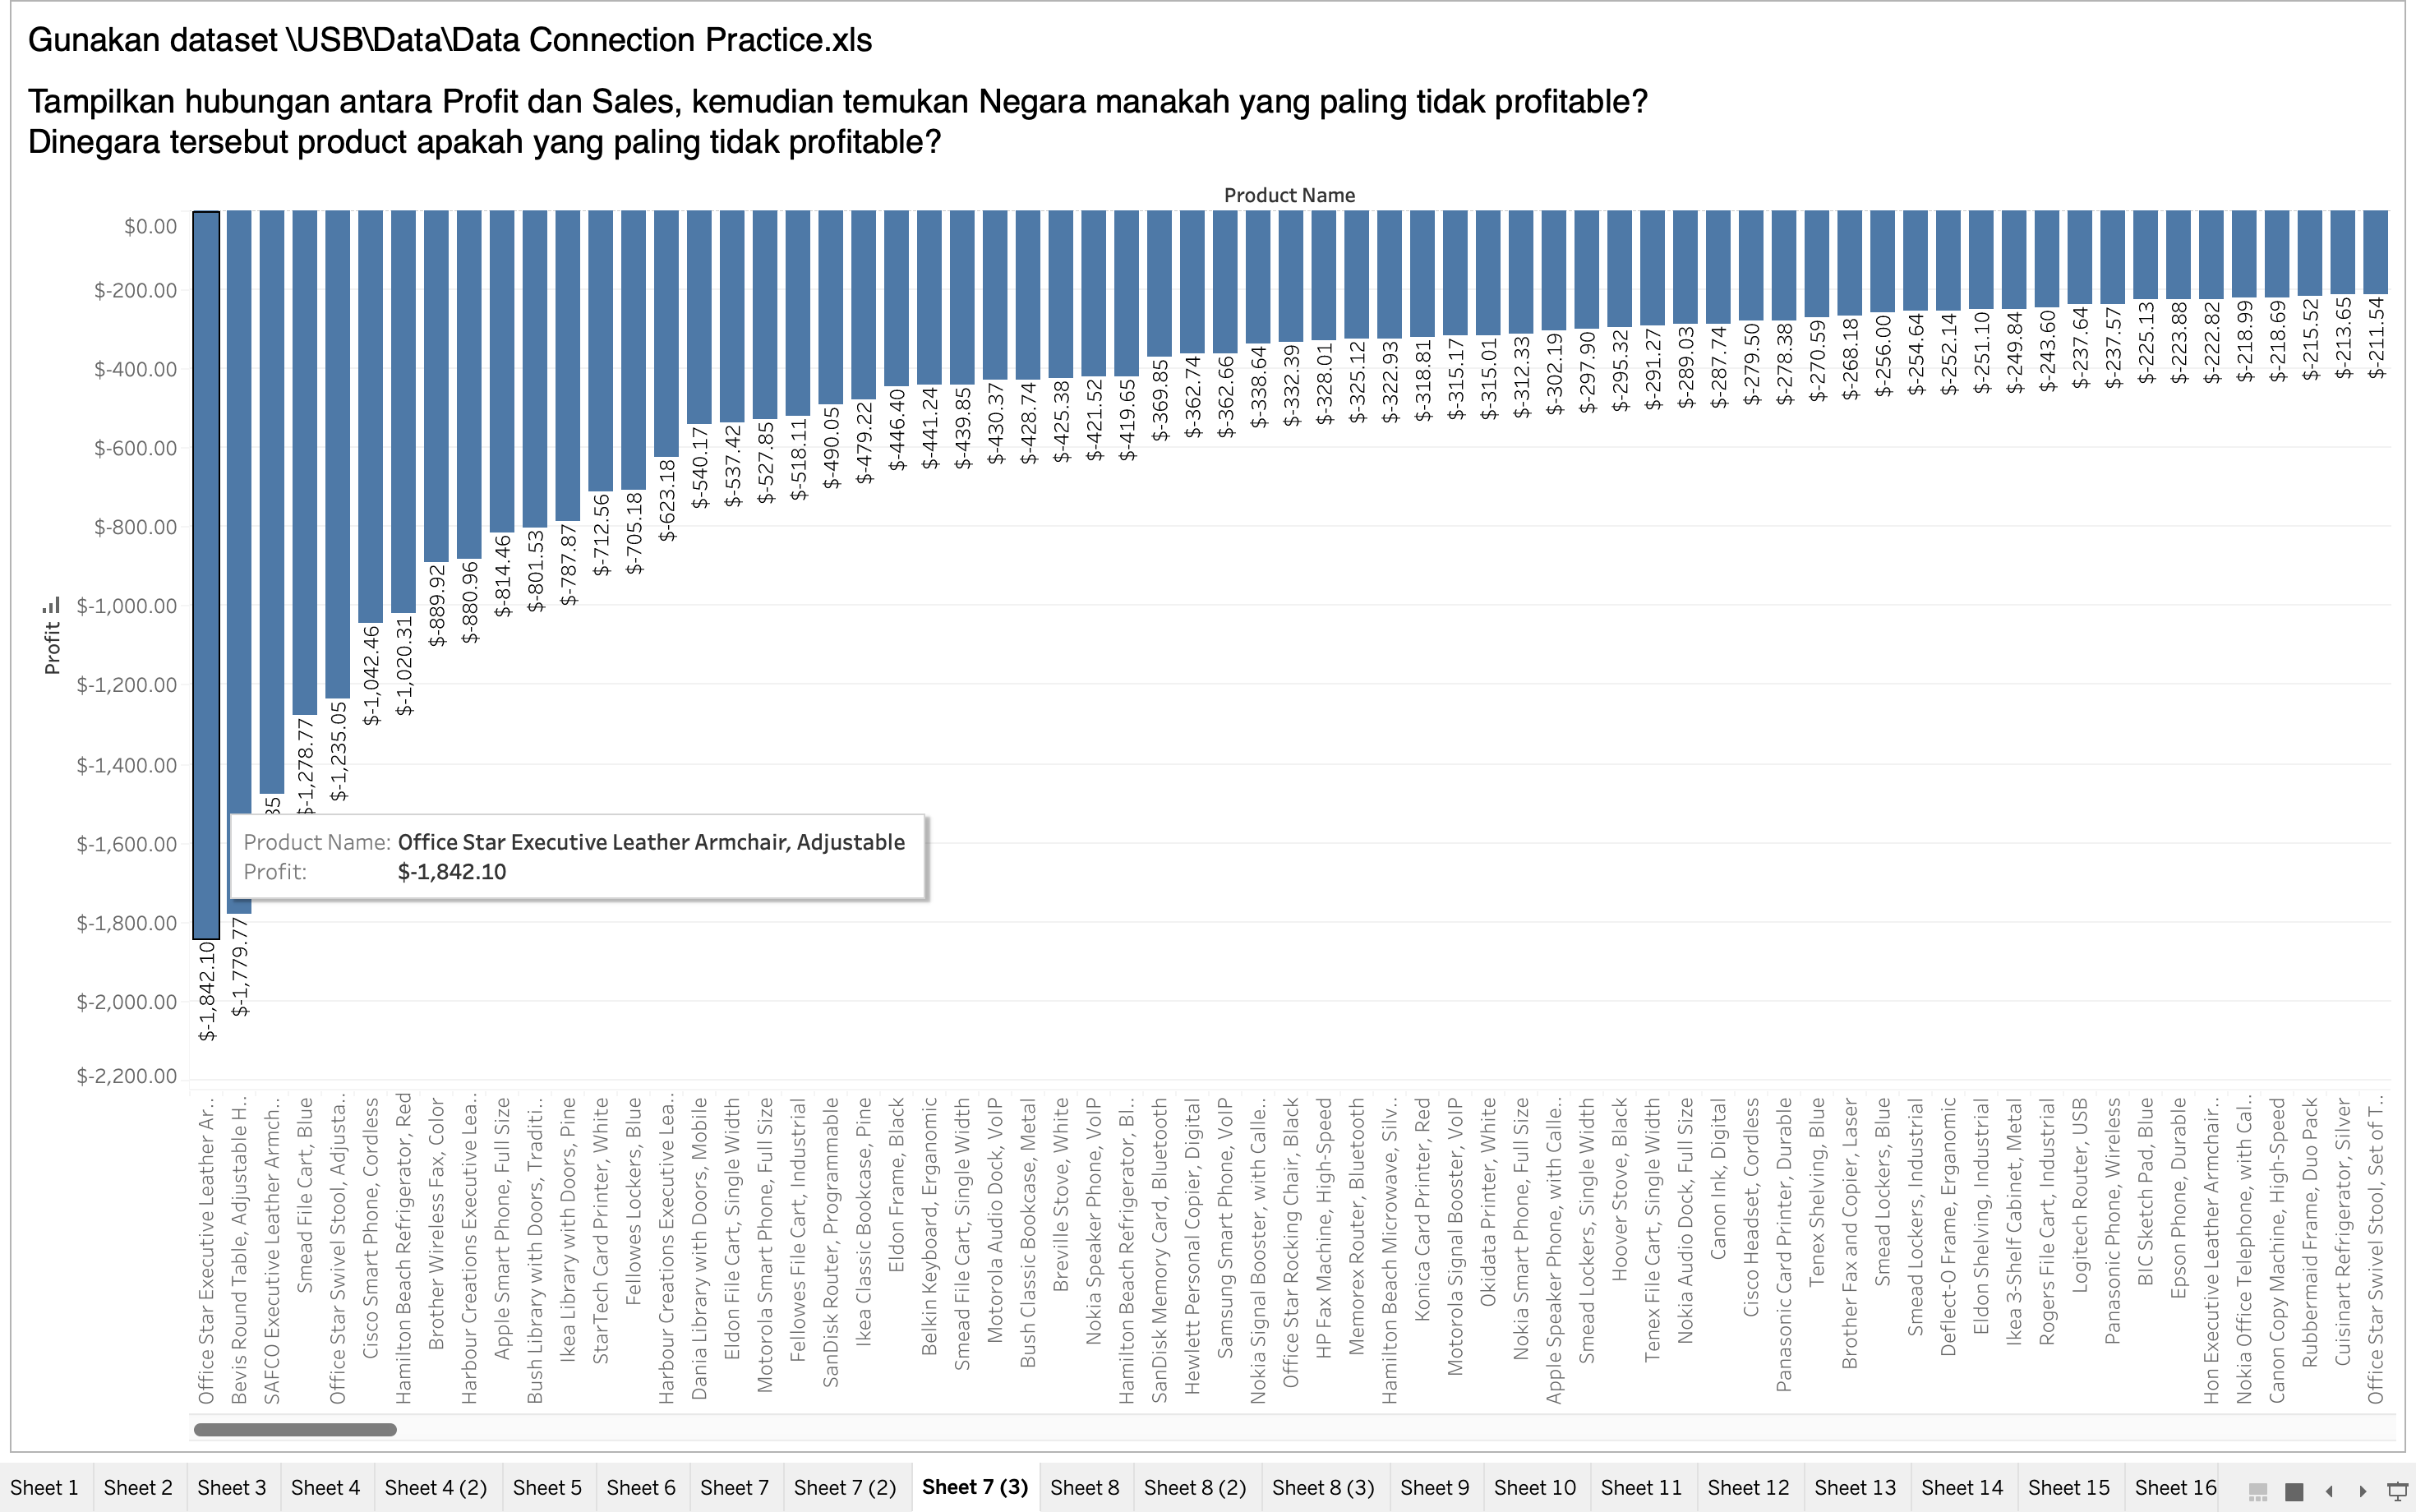 Gunakan dataset \USB\Data\Data Connection Practice.xls
Tampilkan hubungan antara Profit dan Sales, kemudian temukan Negara manakah yang paling tidak profitable?
Dinegara tersebut product apakah yang paling tidak profitable?
Product Name
Profit
$0.00
$-200.00
$-400.00
$-600.00
$-800.00
$-1,000.00
$-1,200.00
$-1,400.00
$-1,600.00
$-1,800.00
$-2,000.00
$-2,200.00
$-1,842.10
$-1,779.77
$-1,278.77
$-1,235.05
$-1,042.46
$-1,020.31
$-889.92
$-880.96
$-814.46
$-801.53
$-787.87
$-712.56
$-705.18
$-623.18
$-540.17
$-537.42
$-527.85
$-518.11
$-490.05
$-479.22
$-446.40
$-441.24
$-439.85
$-430.37
$-428.74
$-425.38
$-421.52
$-419.65
$-369.85
$-362.74
$-362.66
$-338.64
$-332.39
$-328.01
$-325.12
$-322.93
$-318.81
$-315.17
$-315.01
$-312.33
$-302.19
$-297.90
$-295.32
$-291.27
$-289.03
$-287.74
$-279.50
$-278.38
$-270.59
$-268.18
$-256.00
$-254.64
$-252.14
$-251.10
$-249.84
$-243.60
$-237.64
$-237.57
$-225.13
$-223.88
$-222.82
$-218.99
$-218.69
$-215.52
$-213.65
$-211.54
Product Name: Office Star Executive Leather Armchair, Adjustable
Profit: $-1,842.10
Office Star Executive Leather Ar..
Bevis Round Table, Adjustable H..
SAFCO Executive Leather Armch..
Smead File Cart, Blue
Office Star Swivel Stool, Adjusta..
Cisco Smart Phone, Cordless
Hamilton Beach Refrigerator, Red
Brother Wireless Fax, Color
Harbour Creations Executive Lea..
Apple Smart Phone, Full Size
Bush Library with Doors, Traditi..
Ikea Library with Doors, Pine
StarTech Card Printer, White
Fellowes Lockers, Blue
Harbour Creations Executive Lea..
Dania Library with Doors, Mobile
Eldon File Cart, Single Width
Motorola Smart Phone, Full Size
Fellowes File Cart, Industrial
SanDisk Router, Programmable
Ikea Classic Bookcase, Pine
Eldon Frame, Black
Belkin Keyboard, Erganomic
Smead File Cart, Single Width
Motorola Audio Dock, VoIP
Bush Classic Bookcase, Metal
Breville Stove, White
Nokia Speaker Phone, VoIP
Hamilton Beach Refrigerator, Bl..
SanDisk Memory Card, Bluetooth
Hewlett Personal Copier, Digital
Samsung Smart Phone, VoIP
Nokia Signal Booster, with Calle..
Office Star Rocking Chair, Black
HP Fax Machine, High-Speed
Memorex Router, Bluetooth
Hamilton Beach Microwave, Silv..
Konica Card Printer, Red
Motorola Signal Booster, VoIP
Okidata Printer, White
Nokia Smart Phone, Full Size
Apple Speaker Phone, with Calle..
Smead Lockers, Single Width
Hoover Stove, Black
Tenex File Cart, Single Width
Nokia Audio Dock, Full Size
Canon Ink, Digital
Cisco Headset, Cordless
Panasonic Card Printer, Durable
Tenex Shelving, Blue
Brother Fax and Copier, Laser
Smead Lockers, Blue
Smead Lockers, Industrial
Deflect-O Frame, Erganomic
Eldon Shelving, Industrial
Ikea 3-Shelf Cabinet, Metal
Rogers File Cart, Industrial
Logitech Router, USB
Panasonic Phone, Wireless
BIC Sketch Pad, Blue
Epson Phone, Durable
Hon Executive Leather Armchair..
Nokia Office Telephone, with Cal..
Canon Copy Machine, High-Speed
Rubbermaid Frame, Duo Pack
Cuisinart Refrigerator, Silver
Office Star Swivel Stool, Set of T..
Sheet 1
Sheet 2
Sheet 3
Sheet 4
Sheet 4 (2)
Sheet 5
Sheet 6
Sheet 7
Sheet 7 (2)
Sheet 7 (3)
Sheet 8
Sheet 8 (2)
Sheet 8 (3)
Sheet 9
Sheet 10
Sheet 11
Sheet 12
Sheet 13
Sheet 14
Sheet 15
Sheet 16